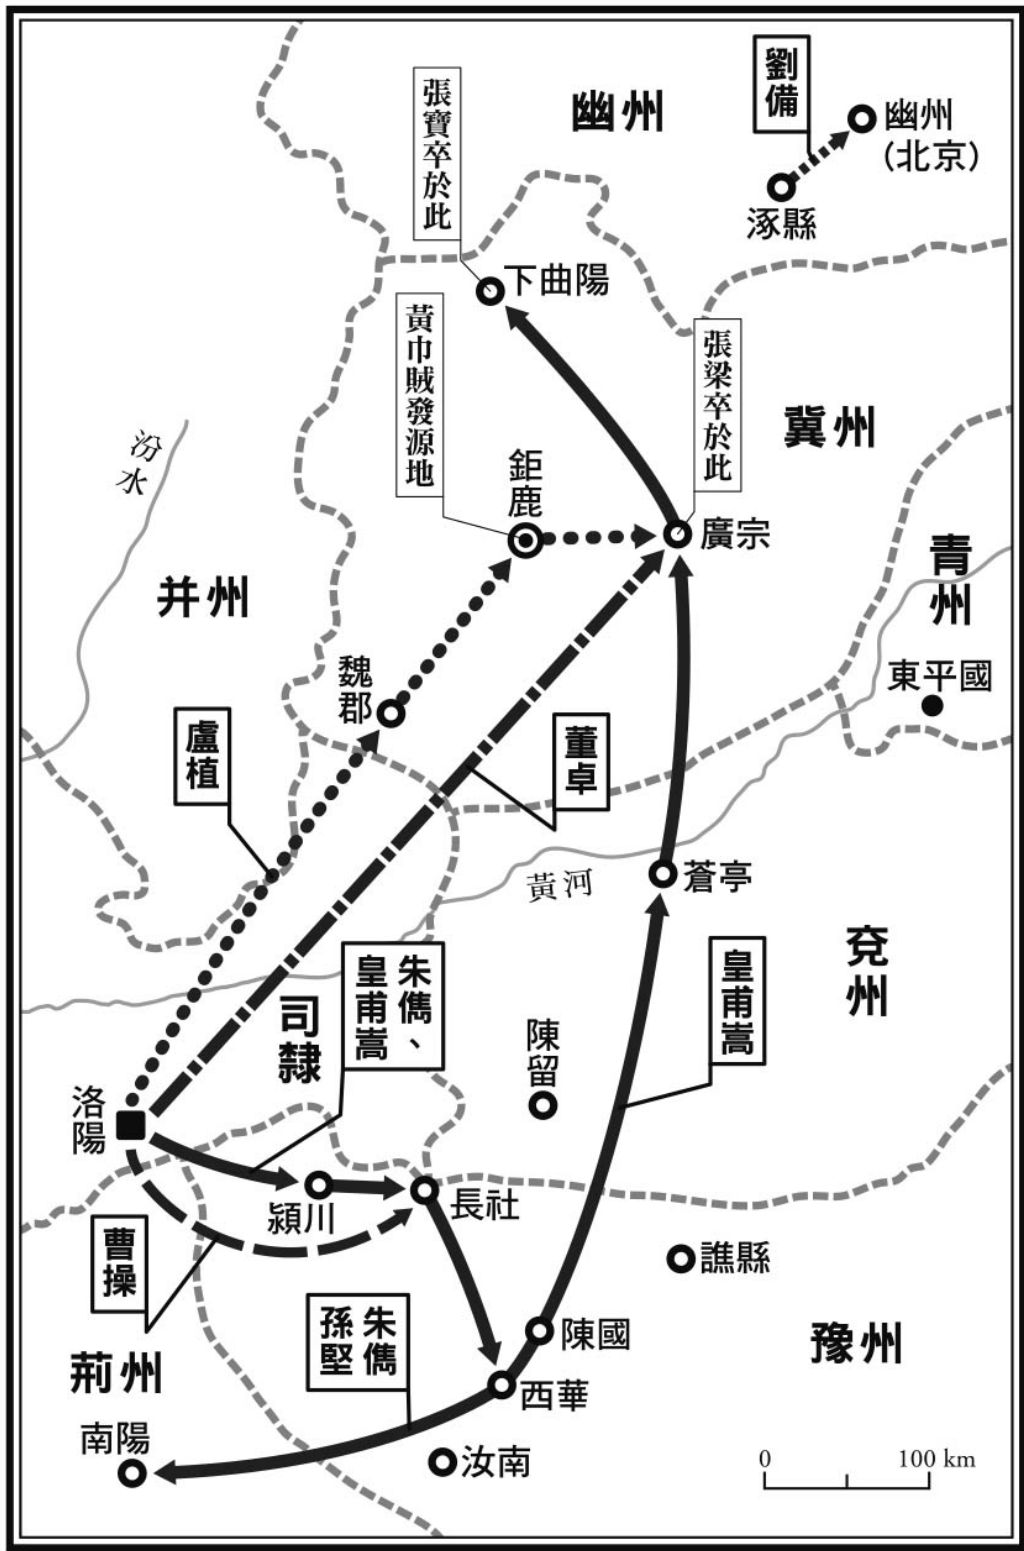 劉備
幽州
幽州
(北京)
涿縣
張寶卒於此
下曲陽
黃巾賊發源地
張梁卒於此
冀州
汾水
鉅鹿
廣宗
青州
并州
東平國
魏郡
盧植
董卓
黃河
蒼亭
兗州
朱儁、
皇甫嵩
皇甫嵩
司隸
陳留
洛陽
潁川
長社
曹操
譙縣
朱儁
孫堅
陳國
豫州
荊州
西華
南陽
汝南
0 100 km